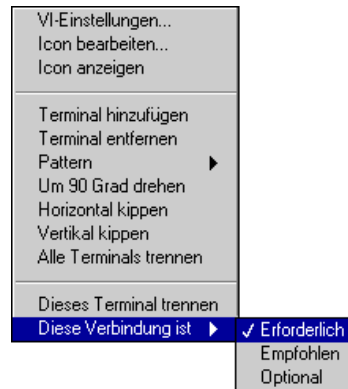 VI-Einstellungen...
Icon bearbeiten...
Icon anzeigen
Terminal hinzufügen
Terminal entfernen
Pattern
Um 90 Grad drehen
Horizontal kippen
Vertikal kippen
Alle Terminals trennen
Dieses Terminal trennen
Diese Verbindung ist
✓ Erforderlich
Empfohlen
Optional